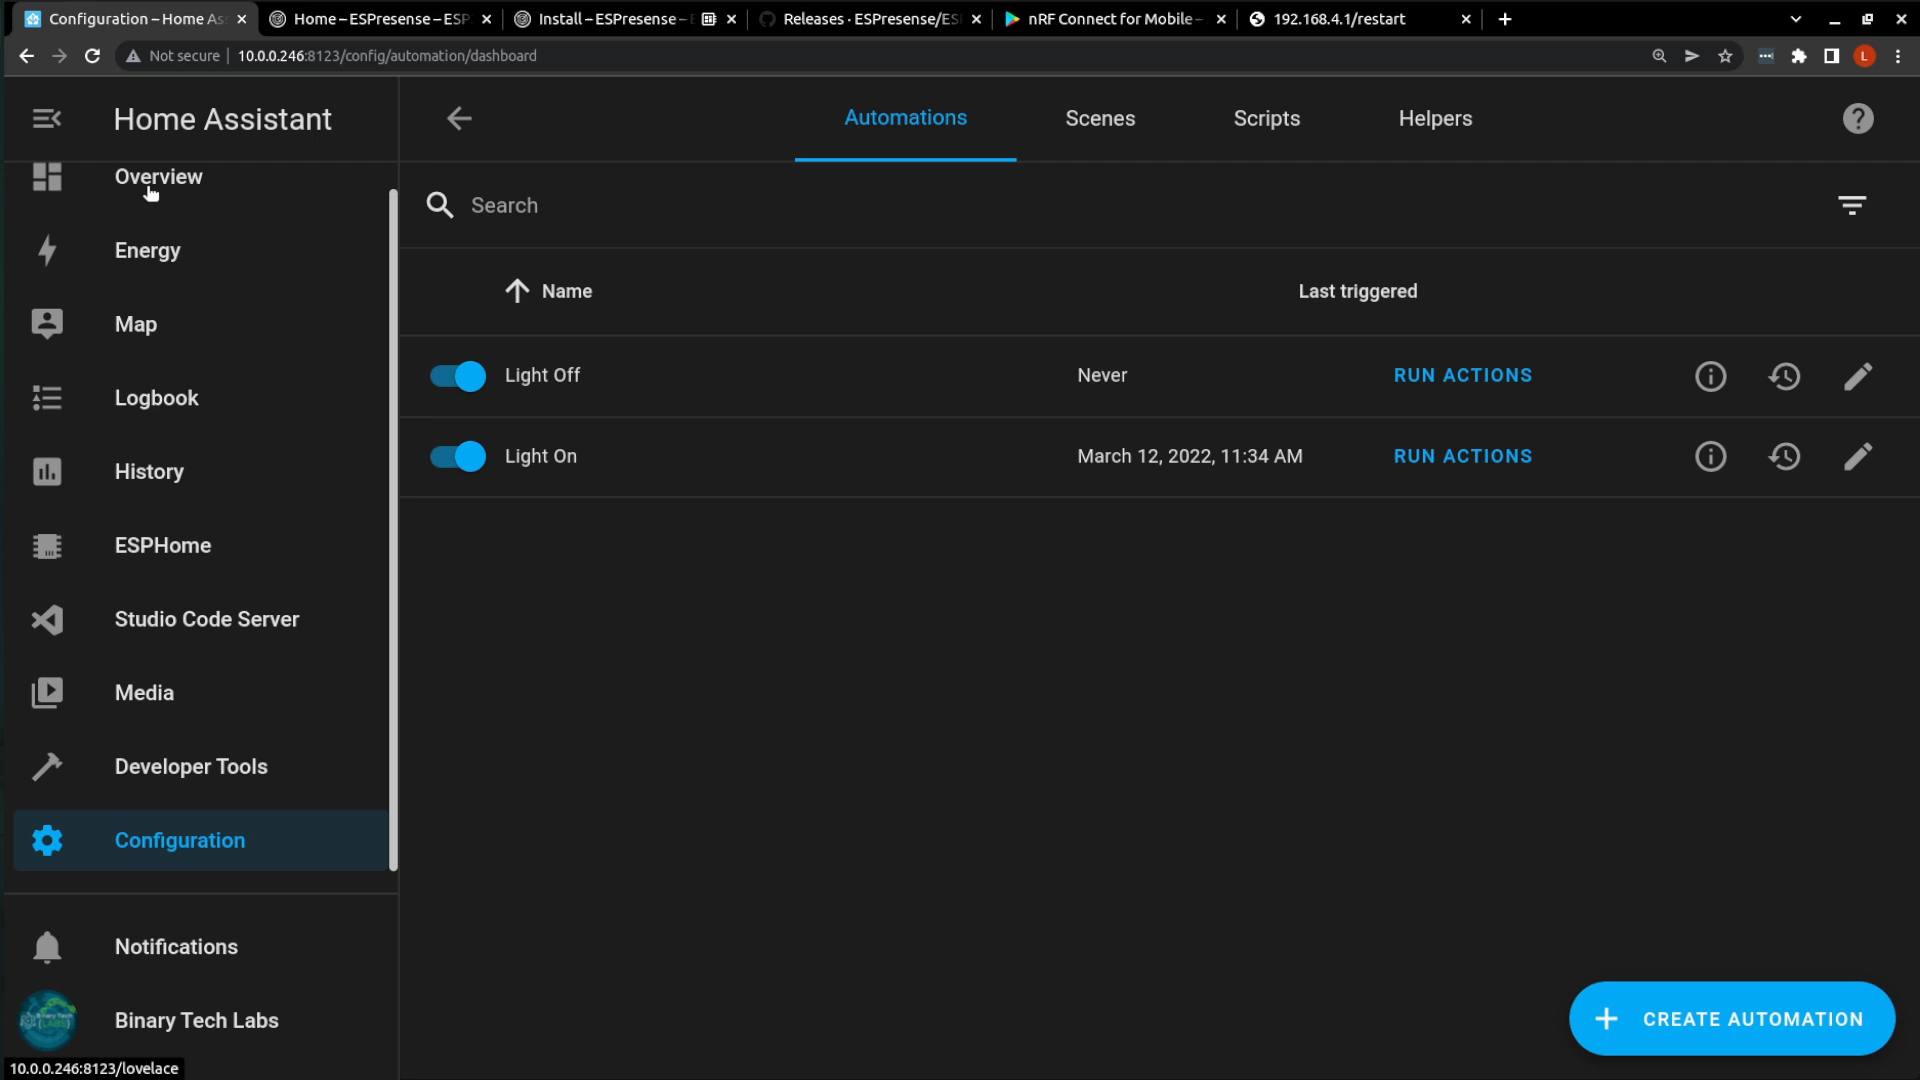 Configuration – Home As
Home – ESPresense – ESP
Install – ESPresense –
Releases · ESPresense/ES
nRF Connect for Mobile –
192.168.4.1/restart
Not secure
10.0.0.246:8123/config/automation/dashboard
L
Home Assistant
Automations
Scenes
Scripts
Helpers
Overview
Search
Energy
Name
Last triggered
Map
Light Off
Never
RUN ACTIONS
Logbook
Light On
March 12, 2022, 11:34 AM
RUN ACTIONS
History
ESPHome
Studio Code Server
Media
Developer Tools
Configuration
Notifications
Binary Tech Labs
CREATE AUTOMATION
10.0.0.246:8123/lovelace